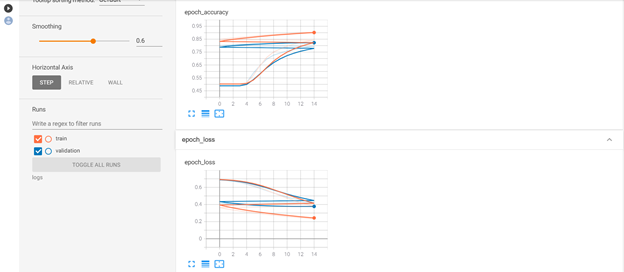 Tooltip sorting method: default
Smoothing
0.6
Horizontal Axis
STEP RELATIVE WALL
Runs
Write a regex to filter runs
train
validation
TOGGLE ALL RUNS
logs
epoch_accuracy
0.95
0.85
0.75
0.65
0.55
0.45
0 2 4 6 8 10 12 14
epoch_loss
epoch_loss
0.6
0.4
0.2
0
0 2 4 6 8 10 12 14